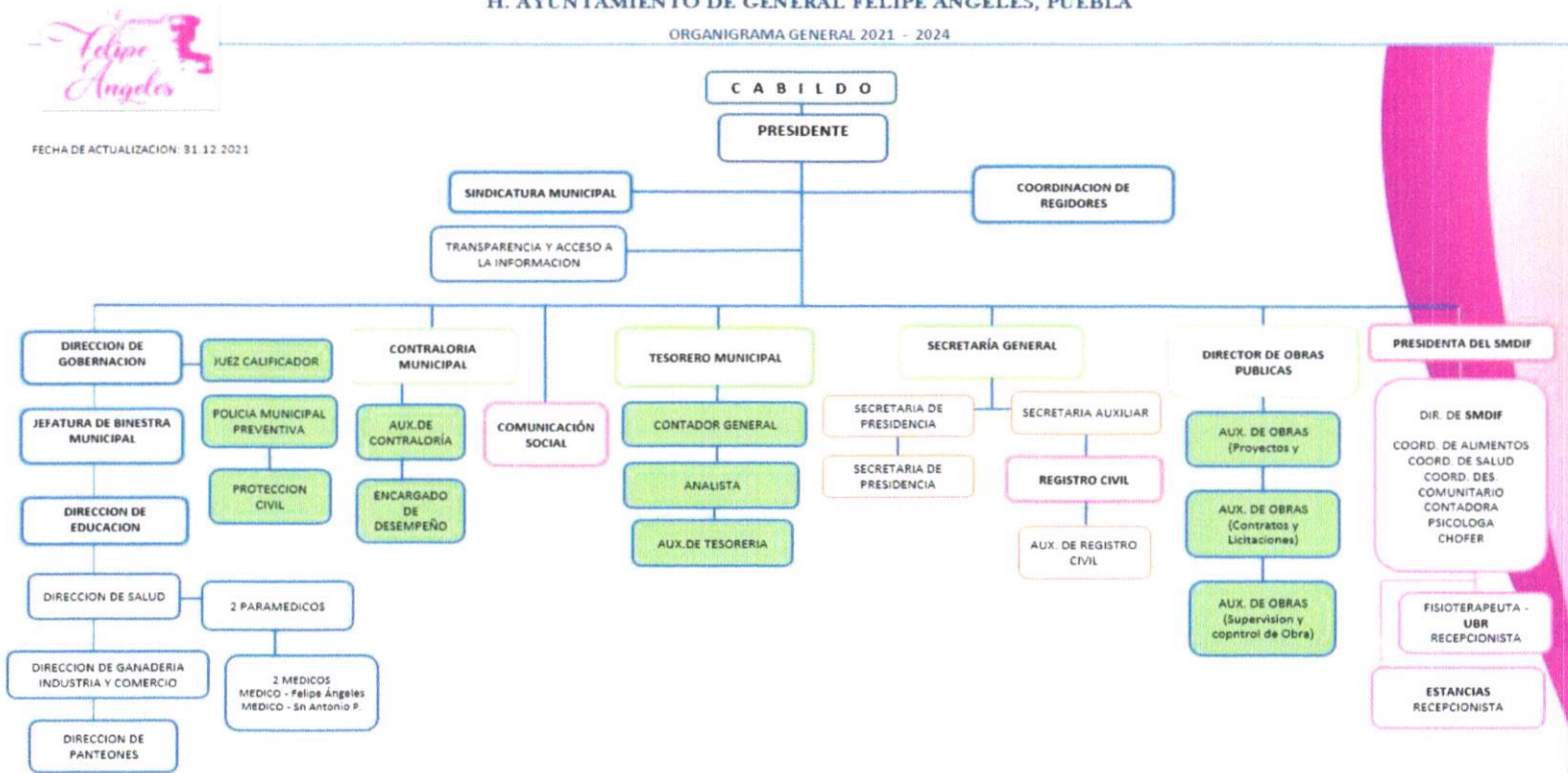 H. AYUNTAMIENTO DE GENERAL FELIPE ANGELES, PUEBLA
ORGANIGRAMA GENERAL 2021 - 2024
General
Felipe
Ángeles
FECHA DE ACTUALIZACION: 31.12.2021
C A B I L D O
PRESIDENTE
SINDICATURA MUNICIPAL
COORDINACION DE
REGIDORES
TRANSPARENCIA Y ACCESO A
LA INFORMACION
DIRECCION DE
GOBERNACION
JUEZ CALIFICADOR
JEFATURA DE BINESTRA
MUNICIPAL
POLICIA MUNICIPAL
PREVENTIVA
PROTECCION
CIVIL
DIRECCION DE
EDUCACION
DIRECCION DE SALUD
2 PARAMEDICOS
2 MEDICOS
MEDICO - Felipe Ángeles
MEDICO - Sn Antonio P.
DIRECCION DE GANADERIA
INDUSTRIA Y COMERCIO
DIRECCION DE
PANTEONES
CONTRALORIA
MUNICIPAL
AUX.DE
CONTRALORÍA
ENCARGADO
DE
DESEMPEÑO
COMUNICACIÓN
SOCIAL
TESORERO MUNICIPAL
CONTADOR GENERAL
ANALISTA
AUX.DE TESORERIA
SECRETARÍA GENERAL
SECRETARIA DE
PRESIDENCIA
SECRETARIA DE
PRESIDENCIA
SECRETARIA AUXILIAR
REGISTRO CIVIL
AUX. DE REGISTRO
CIVIL
DIRECTOR DE OBRAS
PUBLICAS
AUX. DE OBRAS
(Proyectos y
AUX. DE OBRAS
(Contratos y
Licitaciones)
AUX. DE OBRAS
(Supervision y
copntrol de Obra)
PRESIDENTA DEL SMDIF
DIR. DE SMDIF
COORD. DE ALIMENTOS
COORD. DE SALUD
COORD. DES.
COMUNITARIO
CONTADORA
PSICOLOGA
CHOFER
FISIOTERAPEUTA -
UBR
RECEPCIONISTA
ESTANCIAS
RECEPCIONISTA